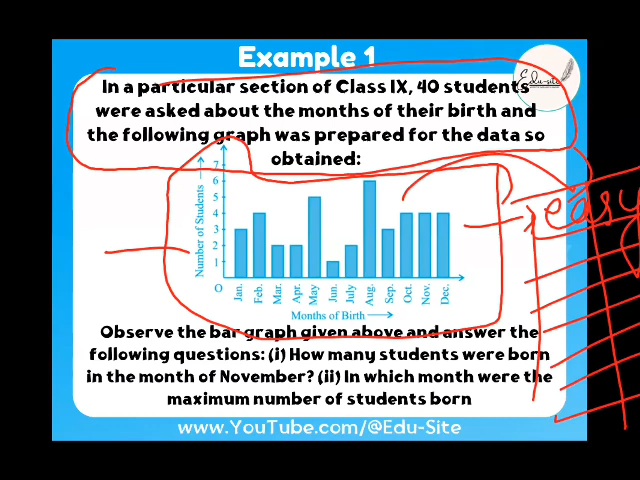 Example 1
Edu-site
In a particular section of Class IX, 40 students
were asked about the months of their birth and
the following graph was prepared for the data so
obtained:
Number of Students
7
6
5
4
3
2
1
O
Jan. Feb. Mar. Apr. May Jun. July Aug. Sep. Oct. Nov. Dec.
Months of Birth
easy
Observe the bar graph given above and answer the
following questions: (i) How many students were born
in the month of November? (ii) In which month were the
maximum number of students born
www.YouTube.com/@Edu-Site